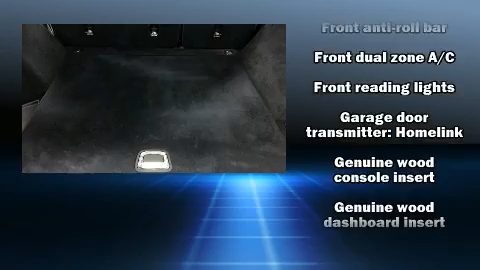 Front anti-roll bar
Front dual zone A/C
Front reading lights
Garage door
transmitter: Homelink
Genuine wood
console insert
Genuine wood
dashboard insert